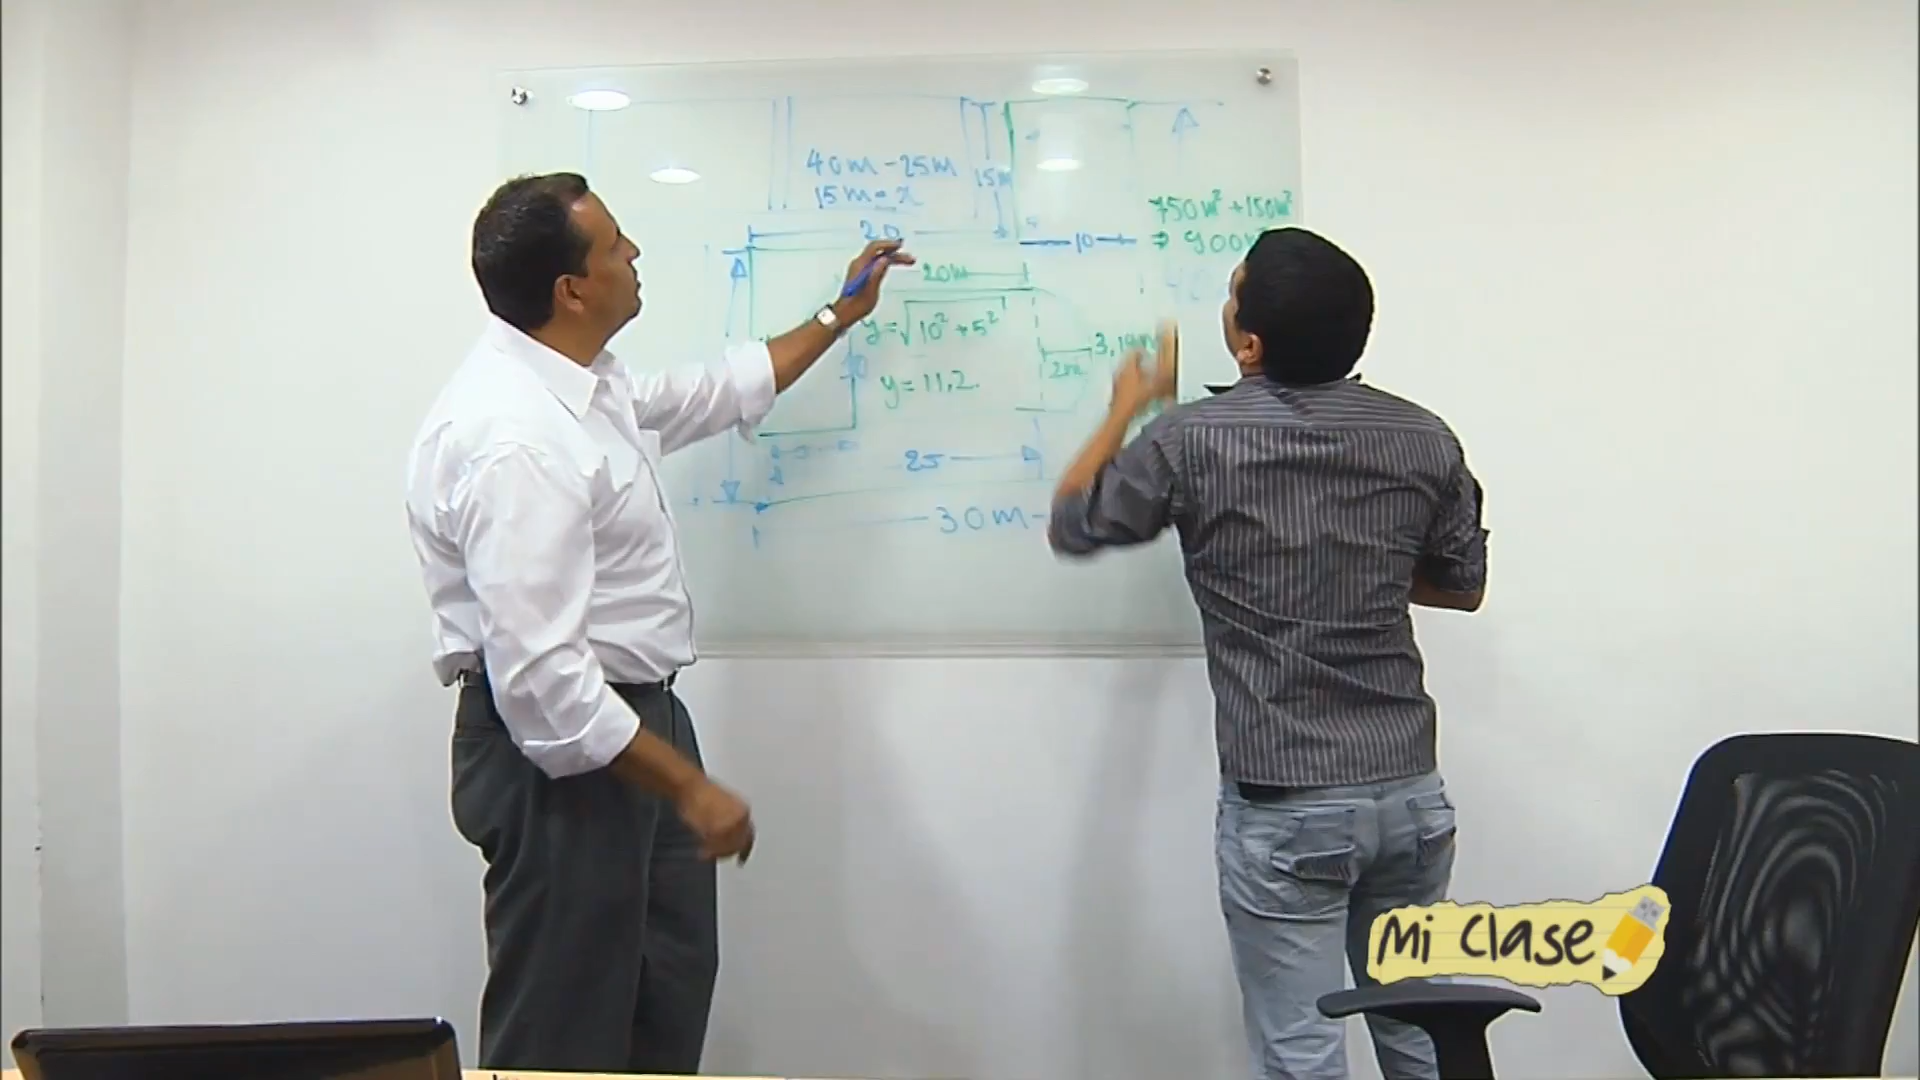 40m-25m
15m
15m=x
750m²+150m²
20
10
⇒ 900m²
20m
y=√10²+5²
3,14
2m
y=11,2.
25
30m
Mi Clase